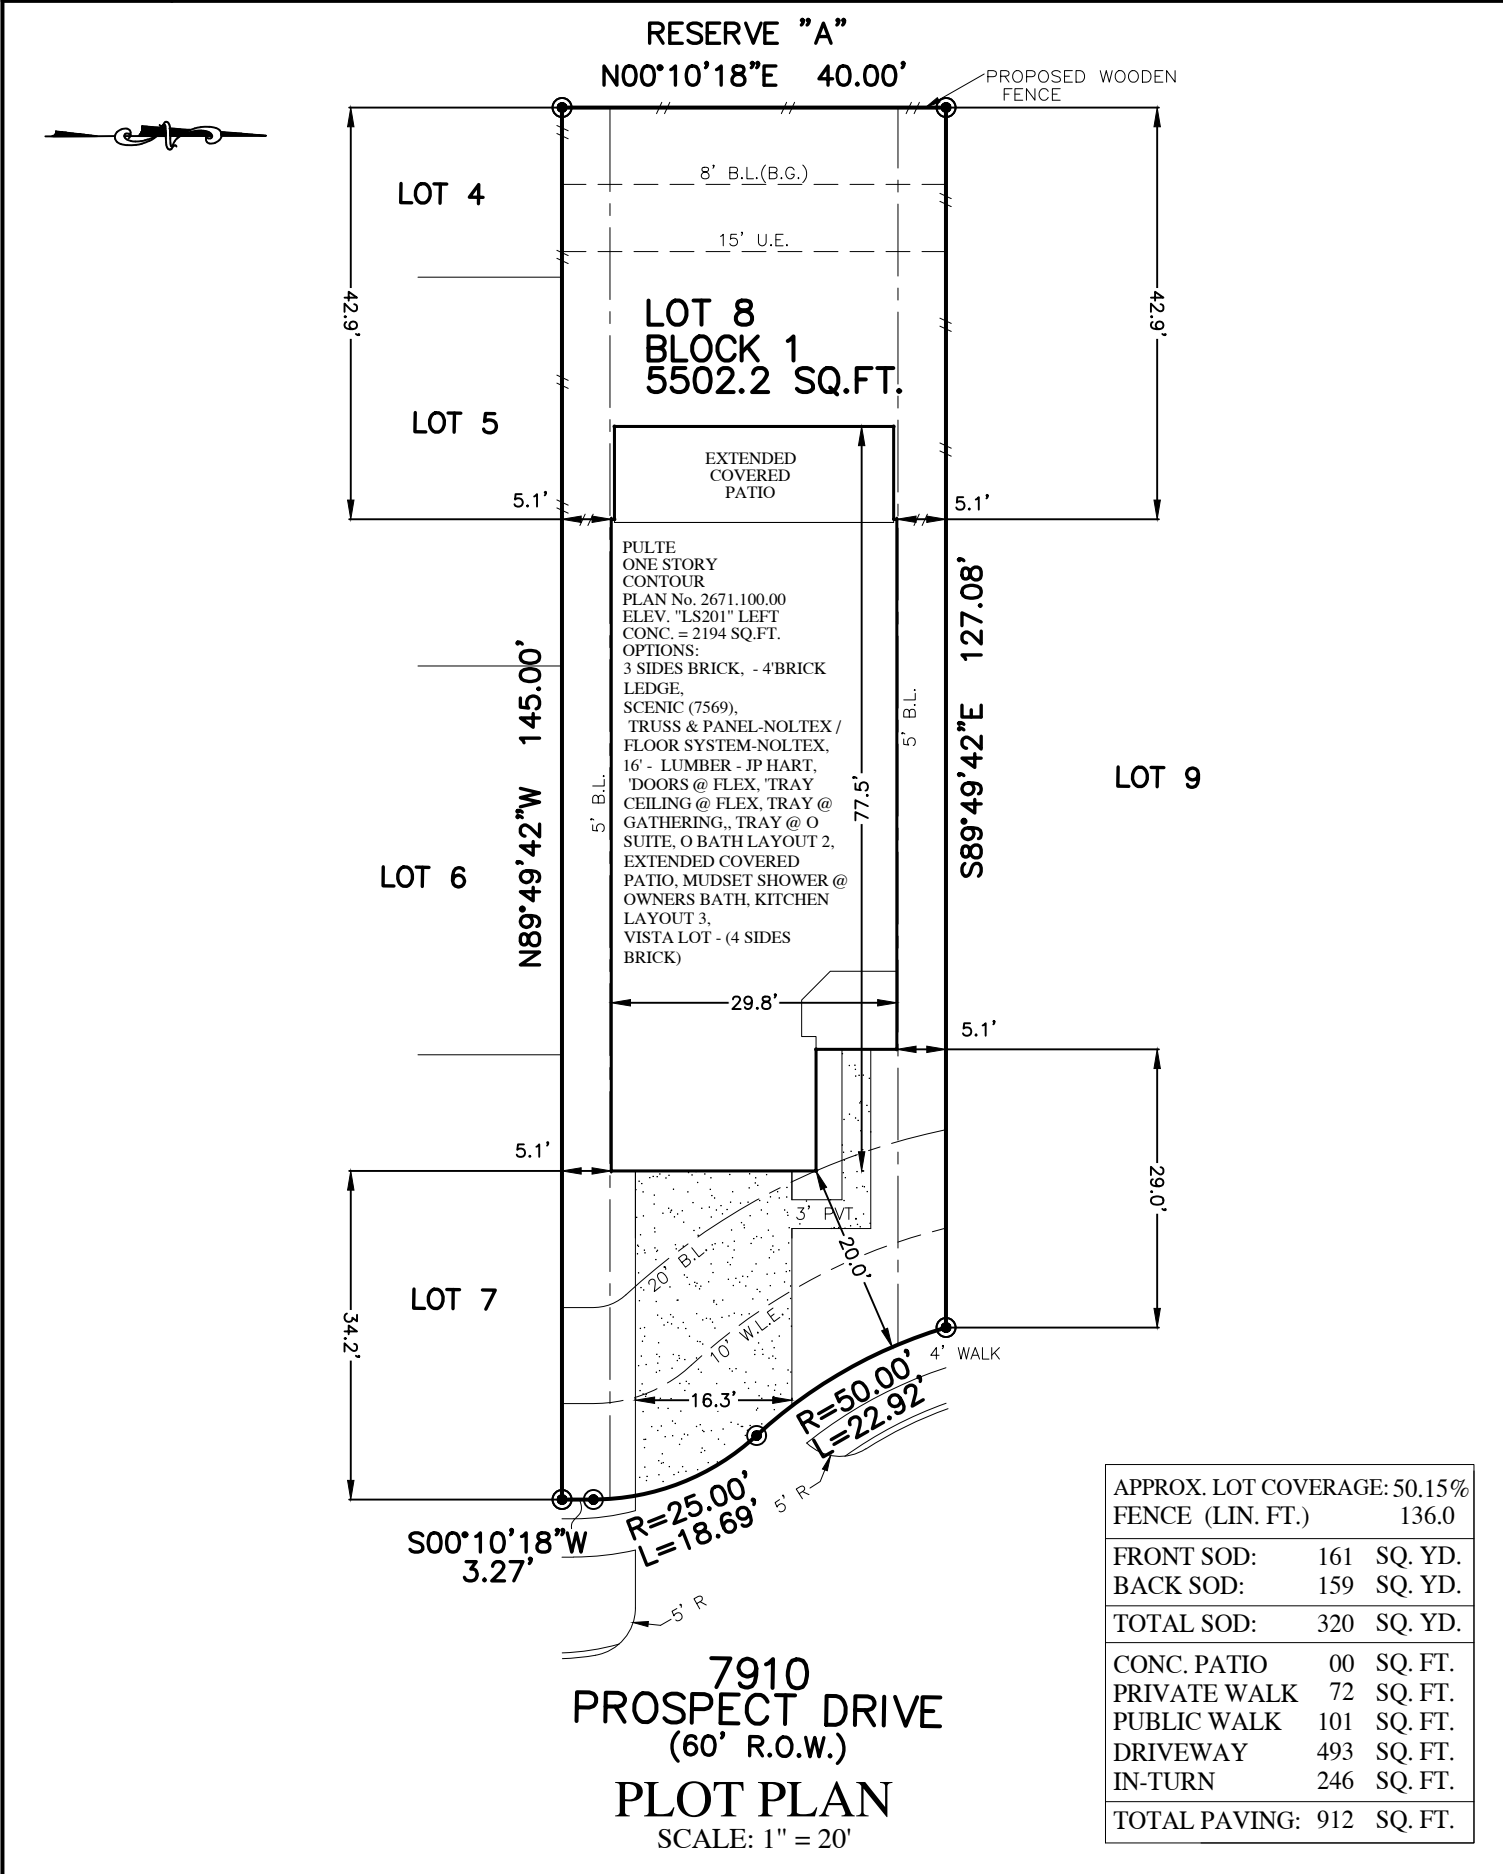 RESERVE "A"
N00°10'18"E 40.00'
PROPOSED WOODEN
FENCE
8' B.L.(B.G.)
LOT 4
15' U.E.
42.9'
42.9'
LOT 8
BLOCK 1
5502.2 SQ.FT.
LOT 5
EXTENDED
COVERED
PATIO
5.1'
5.1'
PULTE
ONE STORY
CONTOUR
PLAN No. 2671.100.00
ELEV. "LS201" LEFT
CONC. = 2194 SQ.FT.
OPTIONS:
3 SIDES BRICK, - 4'BRICK
LEDGE,
SCENIC (7569),
TRUSS & PANEL-NOLTEX /
FLOOR SYSTEM-NOLTEX,
16' - LUMBER - JP HART,
'DOORS @ FLEX, 'TRAY
CEILING @ FLEX, TRAY @
GATHERING,, TRAY @ O
SUITE, O BATH LAYOUT 2,
EXTENDED COVERED
PATIO, MUDSET SHOWER @
OWNERS BATH, KITCHEN
LAYOUT 3,
VISTA LOT - (4 SIDES
BRICK)
N89°49'42"W 145.00'
5' B.L.
77.5'
5' B.L.
S89°49'42"E 127.08'
LOT 9
LOT 6
29.8'
5.1'
5.1'
29.0'
3' PVT.
20.0'
20' B.L.
10' W.L.E.
LOT 7
34.2'
16.3'
4' WALK
R=50.00'
L=22.92'
5' R
R=25.00'
L=18.69'
S00°10'18"W
3.27'
5' R
7910
PROSPECT DRIVE
(60' R.O.W.)
PLOT PLAN
SCALE: 1" = 20'
APPROX. LOT COVERAGE: 50.15%
FENCE (LIN. FT.) 136.0
FRONT SOD: 161 SQ. YD.
BACK SOD: 159 SQ. YD.
TOTAL SOD: 320 SQ. YD.
CONC. PATIO 00 SQ. FT.
PRIVATE WALK 72 SQ. FT.
PUBLIC WALK 101 SQ. FT.
DRIVEWAY 493 SQ. FT.
IN-TURN 246 SQ. FT.
TOTAL PAVING: 912 SQ. FT.